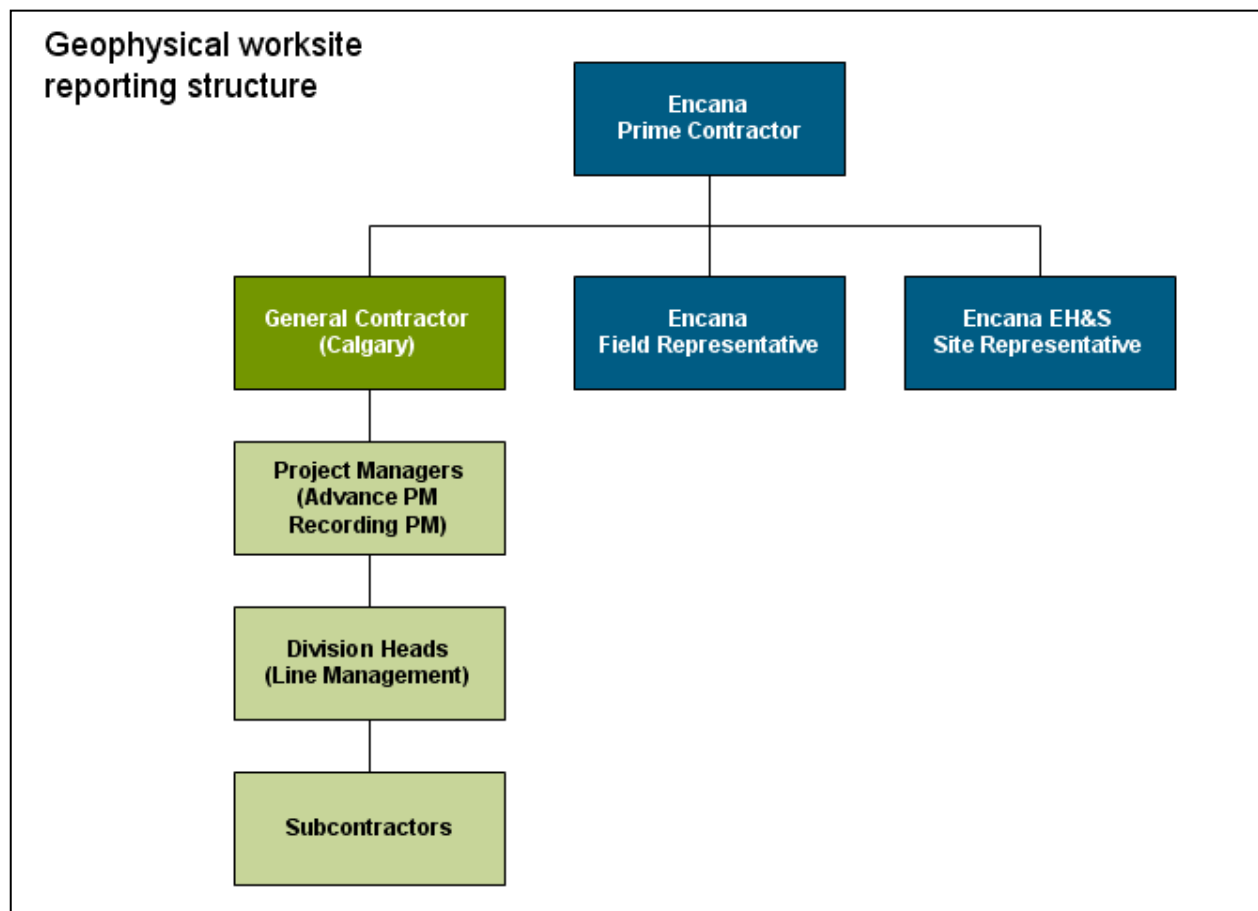 Geophysical worksite
reporting structure
Encana
Prime Contractor
General Contractor
(Calgary)
Encana
Field Representative
Encana EH&S
Site Representative
Project Managers
(Advance PM
Recording PM)
Division Heads
(Line Management)
Subcontractors